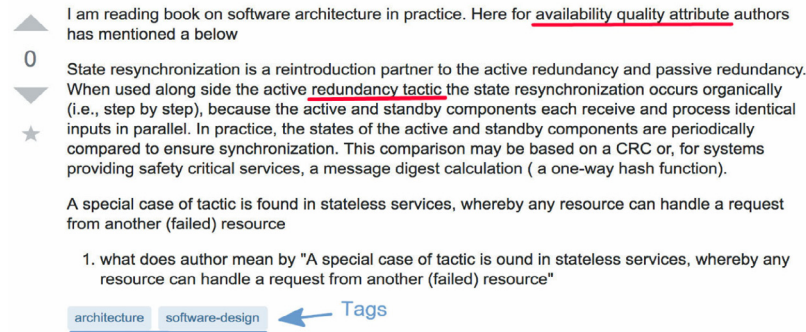 I am reading book on software architecture in practice. Here for availability quality attribute authors
has mentioned a below
0
State resynchronization is a reintroduction partner to the active redundancy and passive redundancy.
When used along side the active redundancy tactic the state resynchronization occurs organically
(i.e., step by step), because the active and standby components each receive and process identical
inputs in parallel. In practice, the states of the active and standby components are periodically
compared to ensure synchronization. This comparison may be based on a CRC or, for systems
providing safety critical services, a message digest calculation ( a one-way hash function).
A special case of tactic is found in stateless services, whereby any resource can handle a request
from another (failed) resource
1. what does author mean by "A special case of tactic is ound in stateless services, whereby any
resource can handle a request from another (failed) resource"
architecture software-design Tags